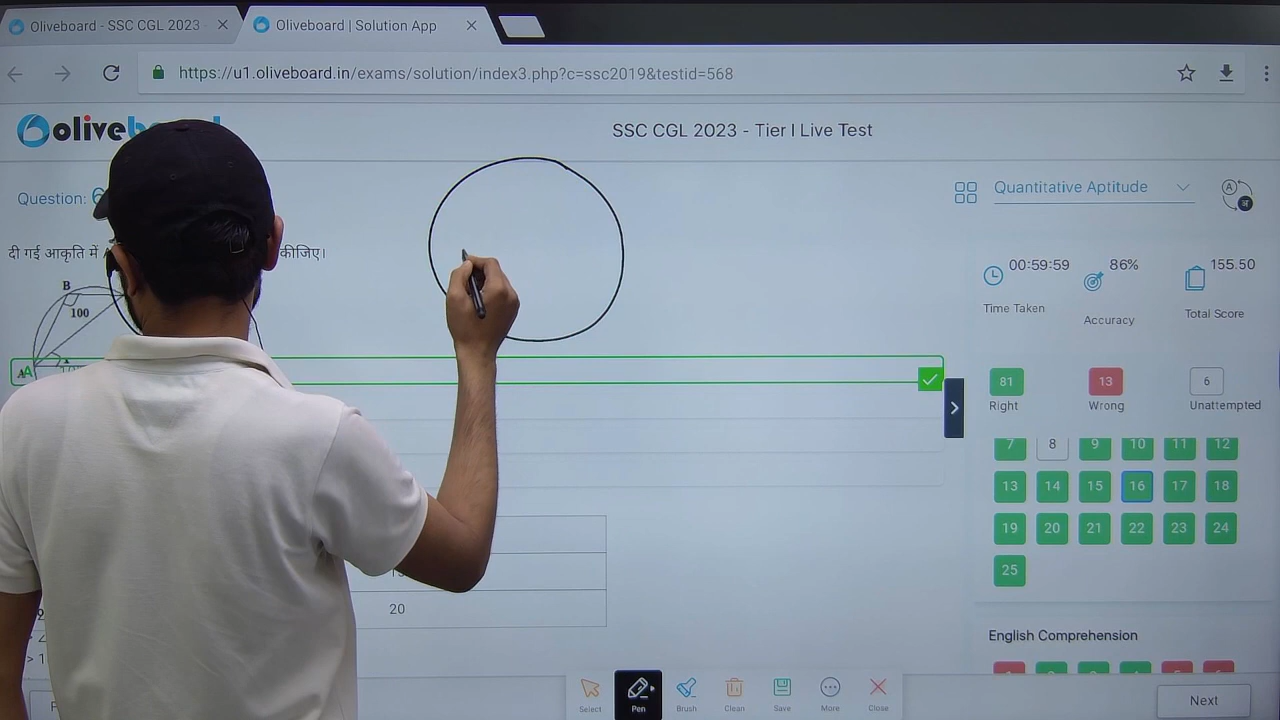 Oliveboard - SSC CGL 2023
Oliveboard | Solution App
https://u1.oliveboard.in/exams/solution/index3.php?c=ssc2019&testid=568
SSC CGL 2023 - Tier I Live Test
Question:
Quantitative Aptitude
A
अ
दी गई आकृति में
कीजिए।
B
100
A
00:59:59
86%
155.50
Time Taken
Accuracy
Total Score
81
13
6
Right
Wrong
Unattempted
7 8 9 10 11 12
13 14 15 16 17 18
19 20 21 22 23 24
25
20
English Comprehension
Select
Pen
Brush
Clean
Save
More
Close
Next